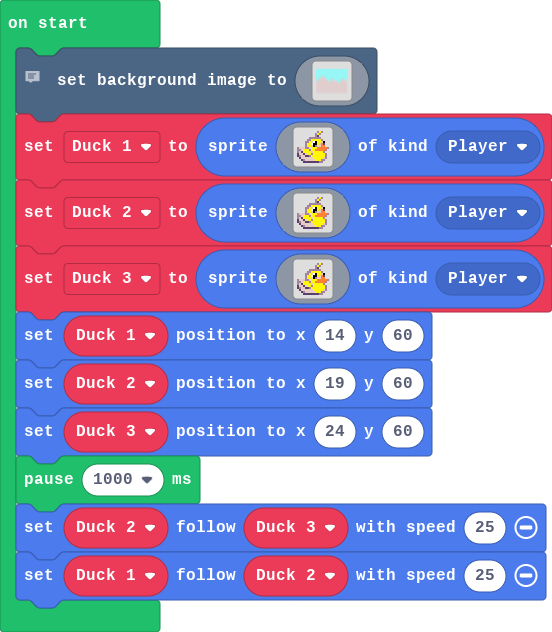 on start
set background image to
set Duck 1 to sprite of kind Player
set Duck 2 to sprite of kind Player
set Duck 3 to sprite of kind Player
set Duck 1 position to x 14 y 60
set Duck 2 position to x 19 y 60
set Duck 3 position to x 24 y 60
pause 1000 ms
set Duck 2 follow Duck 3 with speed 25
set Duck 1 follow Duck 2 with speed 25